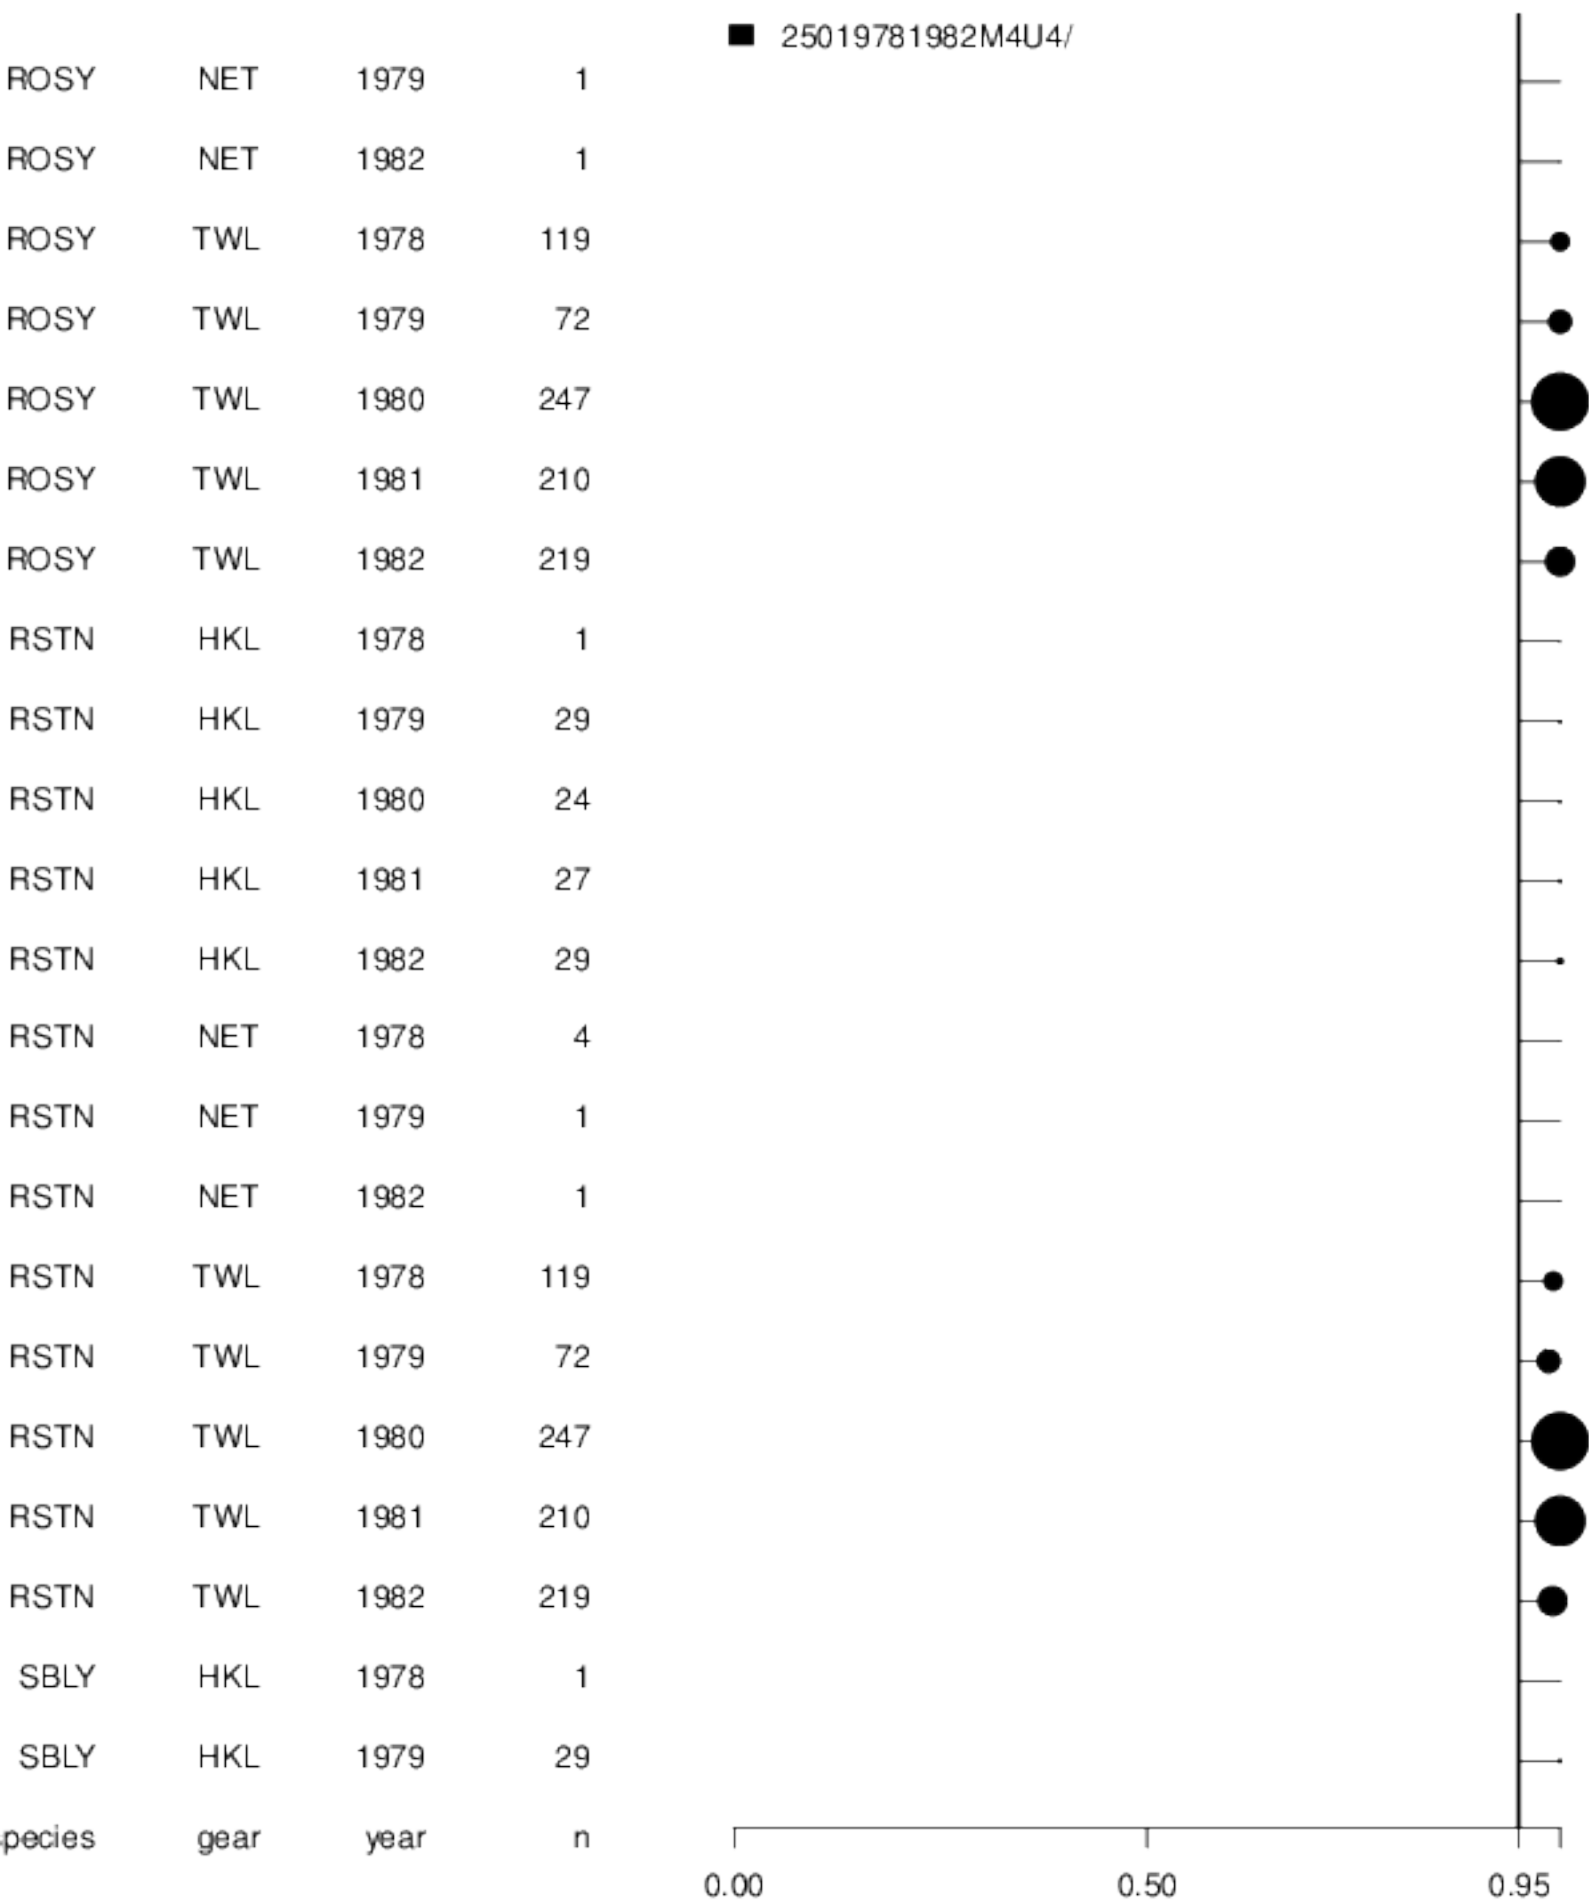 25019781982M4U4/
ROSY NET 1979 1
ROSY NET 1982 1
ROSY TWL 1978 119
ROSY TWL 1979 72
ROSY TWL 1980 247
ROSY TWL 1981 210
ROSY TWL 1982 219
RSTN HKL 1978 1
RSTN HKL 1979 29
RSTN HKL 1980 24
RSTN HKL 1981 27
RSTN HKL 1982 29
RSTN NET 1978 4
RSTN NET 1979 1
RSTN NET 1982 1
RSTN TWL 1978 119
RSTN TWL 1979 72
RSTN TWL 1980 247
RSTN TWL 1981 210
RSTN TWL 1982 219
SBLY HKL 1978 1
SBLY HKL 1979 29
pecies gear year n
0.00 0.50 0.95